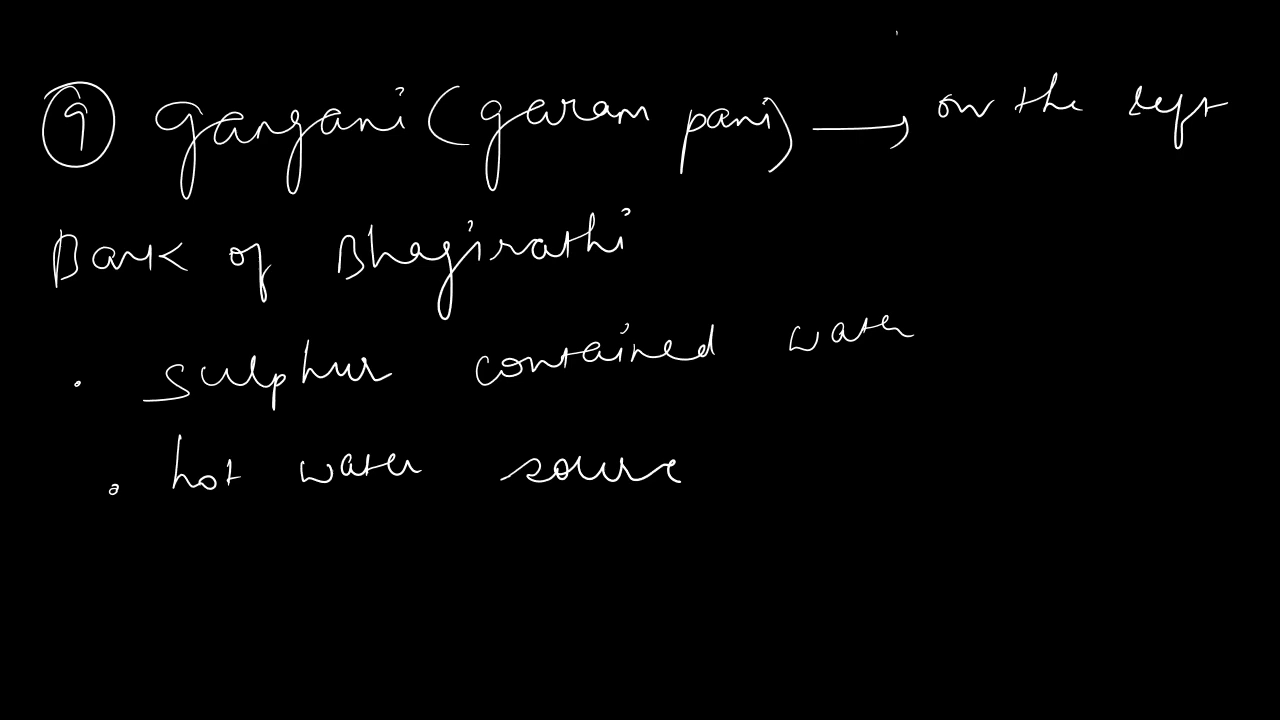 ⑨ gangani (garam pani) → on the left
Bank of Bhagirathi
• Sulphur contained water
• hot water source